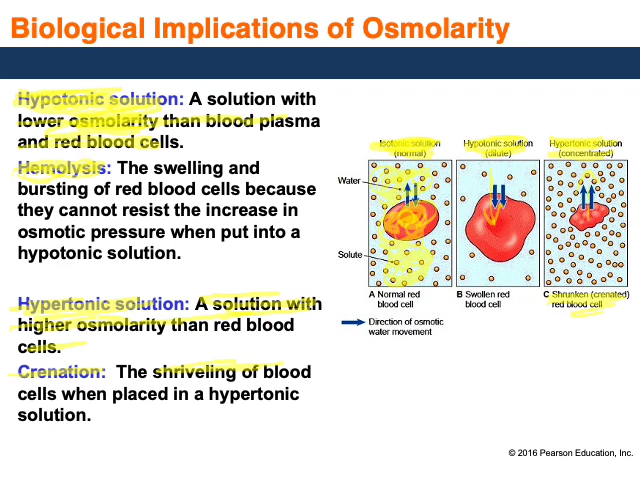 Biological Implications of Osmolarity
Hypotonic solution: A solution with
lower osmolarity than blood plasma
and red blood cells.
Hemolysis: The swelling and
bursting of red blood cells because
they cannot resist the increase in
osmotic pressure when put into a
hypotonic solution.
Hypertonic solution: A solution with
higher osmolarity than red blood
cells.
Crenation: The shriveling of blood
cells when placed in a hypertonic
solution.
Isotonic solution
(normal)
Hypotonic solution
(dilute)
Hypertonic solution
(concentrated)
Water
Solute
A Normal red
blood cell
B Swollen red
blood cell
C Shrunken (crenated)
red blood cell
Direction of osmotic
water movement
© 2016 Pearson Education, Inc.